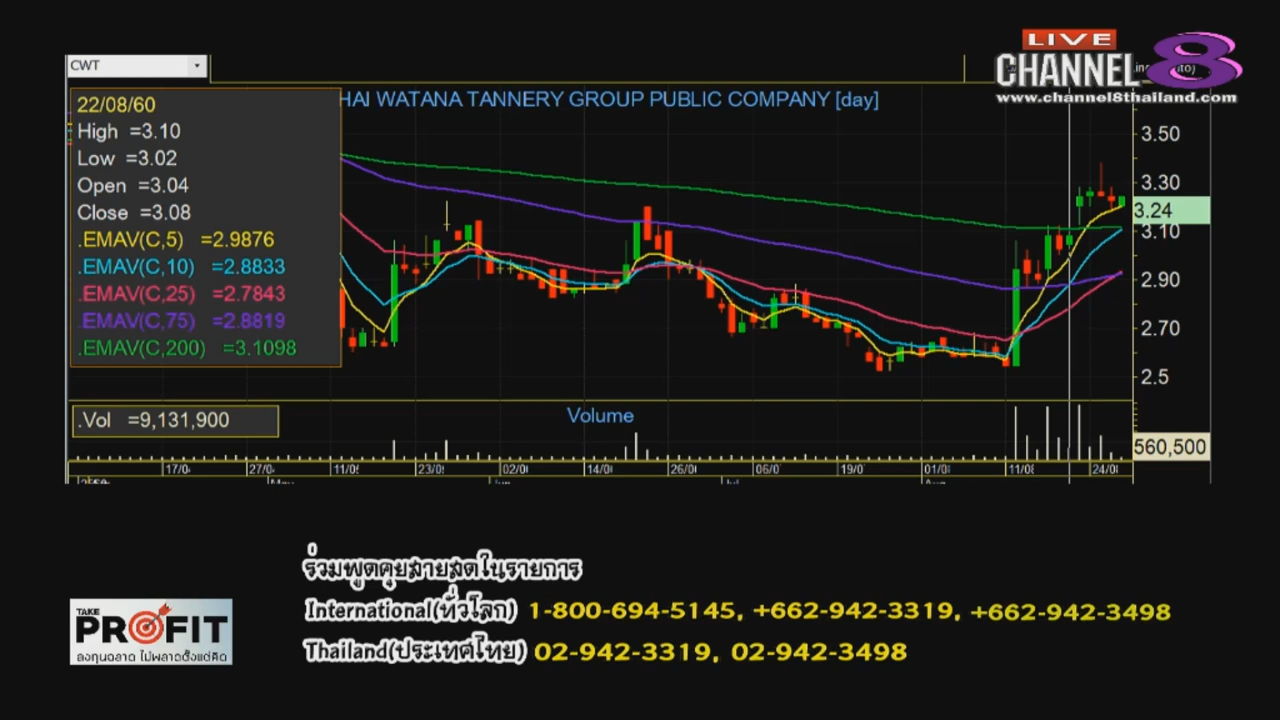 LIVE
CHANNEL 8
www.channel8thailand.com
CWT
22/08/60
High =3.10
Low =3.02
Open =3.04
Close =3.08
.EMAV(C,5) =2.9876
.EMAV(C,10) =2.8833
.EMAV(C,25) =2.7843
.EMAV(C,75) =2.8819
.EMAV(C,200) =3.1098
HAI WATANA TANNERY GROUP PUBLIC COMPANY [day]
3.50
3.30
3.24
3.10
2.90
2.70
2.5
.Vol =9,131,900
Volume
560,500
17/0 27/0 11/0 23/0 02/0 14/0 26/0 06/0 19/0 01/0 11/0 24/0
ร่วมพูดคุยสายสดในรายการ
International(ทั่วโลก) 1-800-694-5145, +662-942-3319, +662-942-3498
Thailand(ประเทศไทย) 02-942-3319, 02-942-3498
TAKE
PROFIT
ลงทุนฉลาด ไม่พลาดตั้งแต่คิด